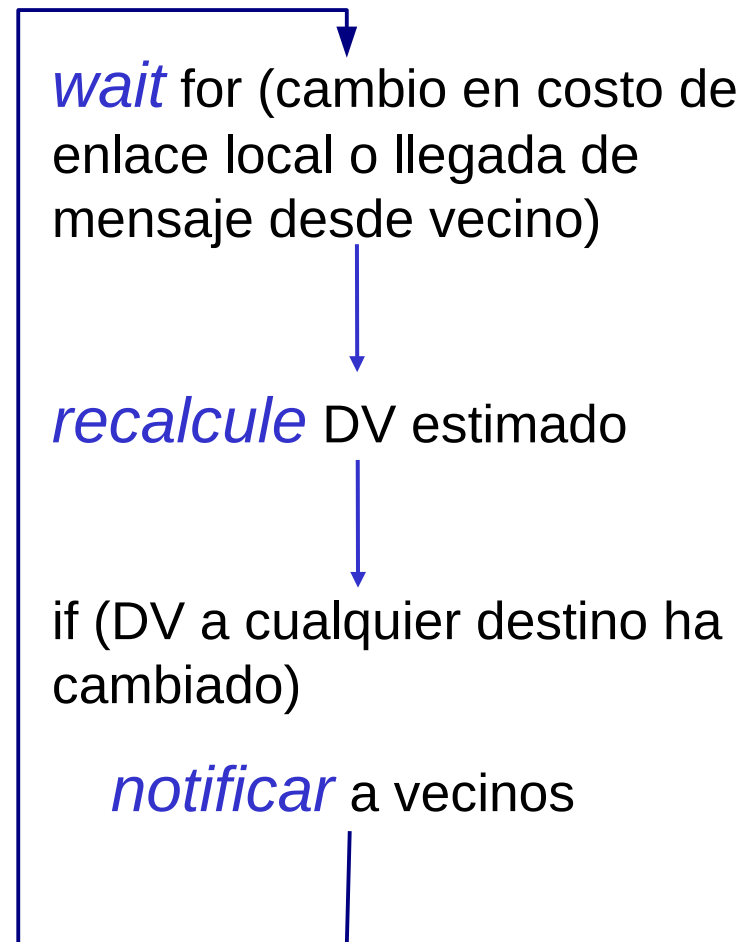 wait for (cambio en costo de
enlace local o llegada de
mensaje desde vecino)
recalcule DV estimado
if (DV a cualquier destino ha
cambiado)
notificar a vecinos